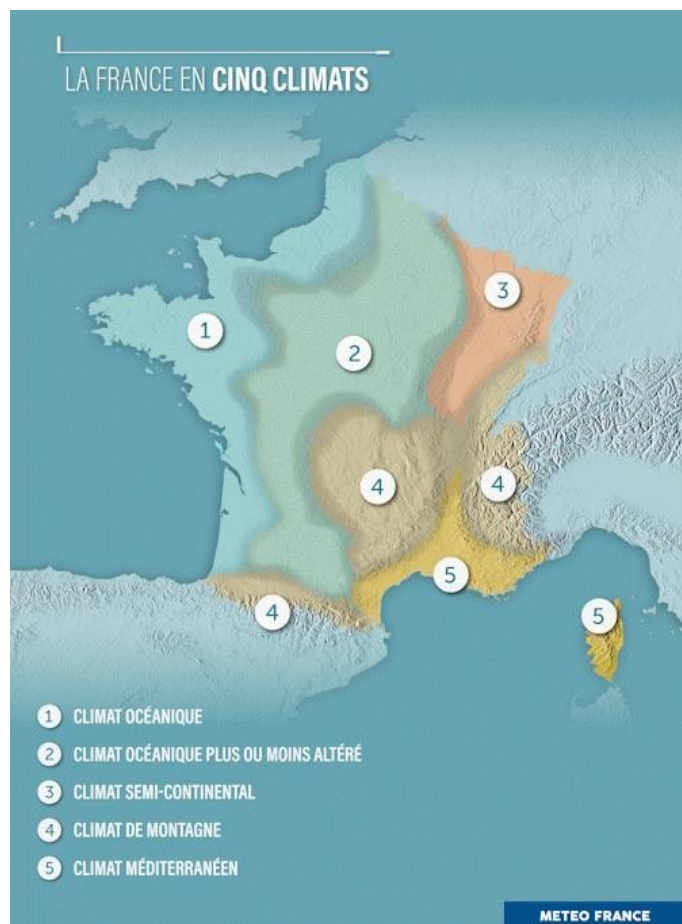 LA FRANCE EN CINQ CLIMATS
3
1
2
4
4
5
4
5
1 CLIMAT OCÉANIQUE
2 CLIMAT OCÉANIQUE PLUS OU MOINS ALTÉRÉ
3 CLIMAT SEMI-CONTINENTAL
4 CLIMAT DE MONTAGNE
5 CLIMAT MÉDITERRANÉEN
METEO FRANCE